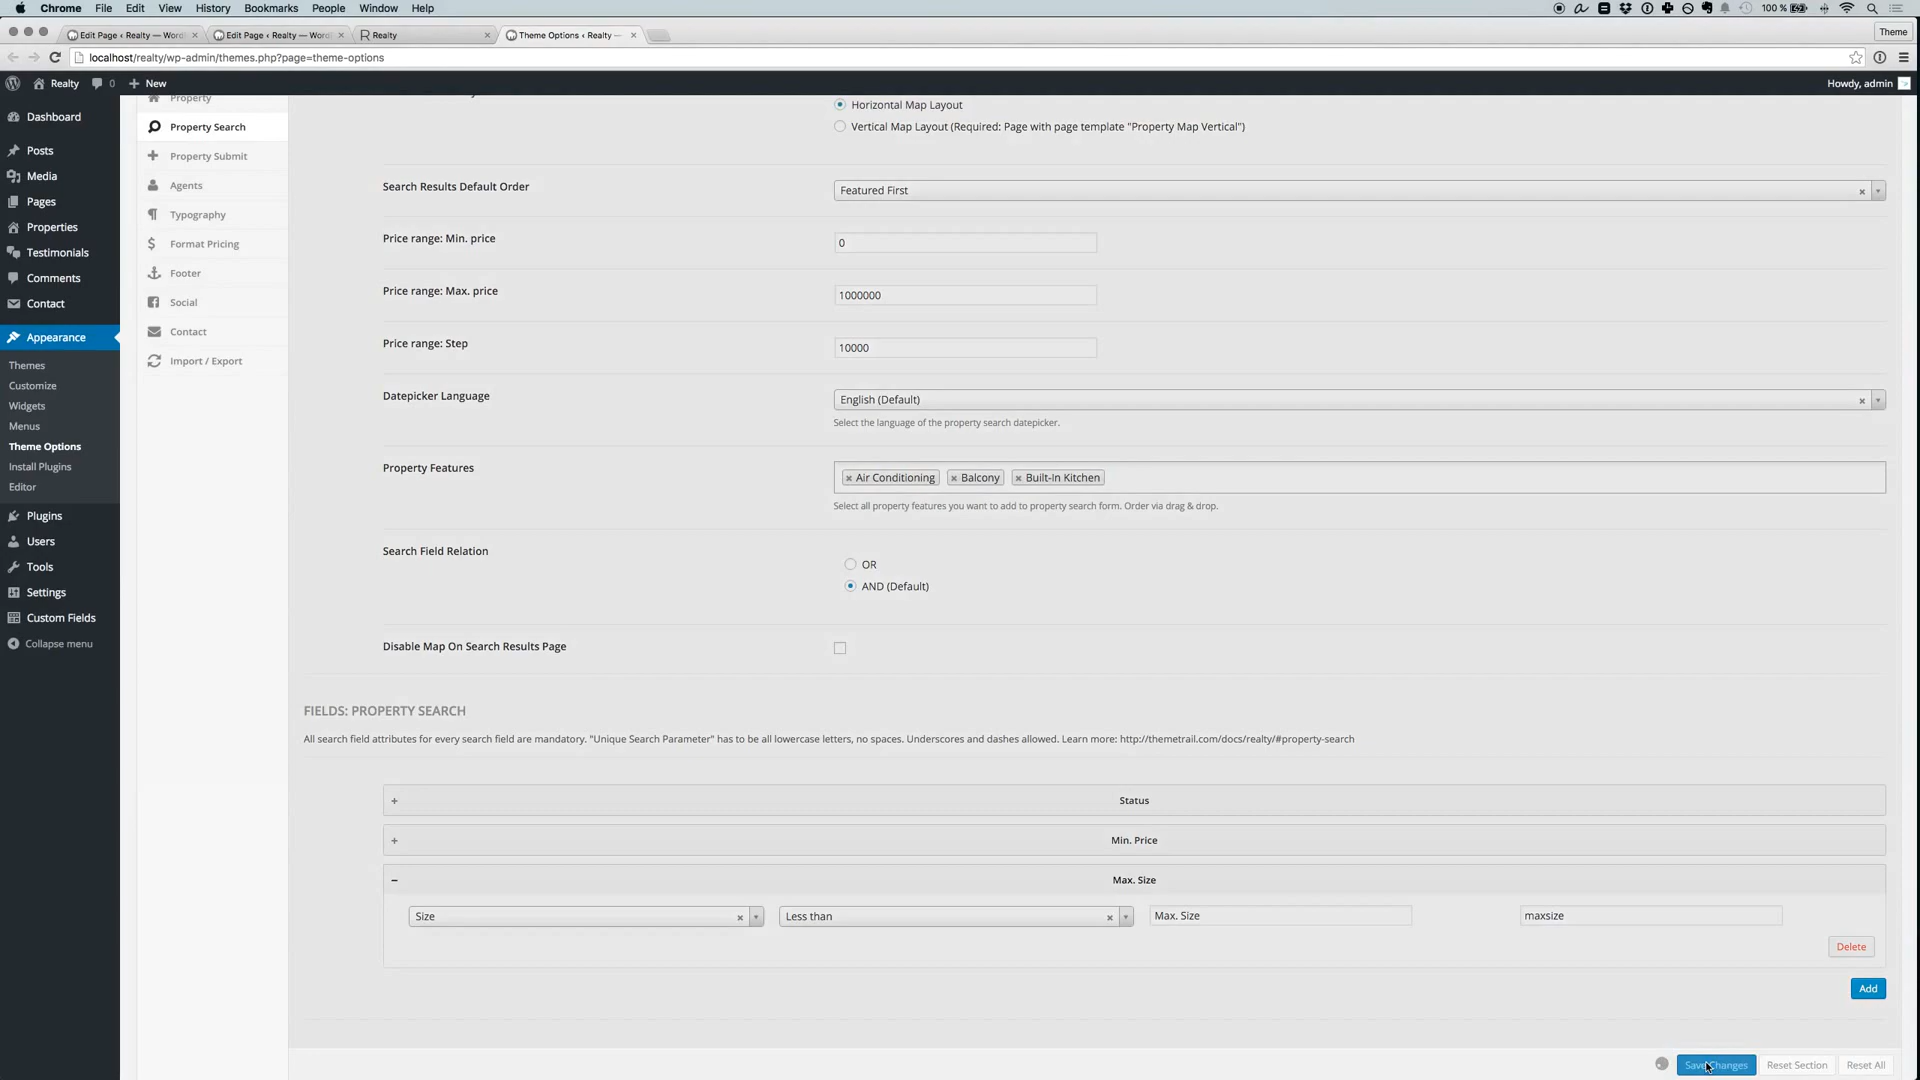 Chrome File Edit View History Bookmarks People Window Help 100 %
Edit Page ‹ Realty — Word Edit Page ‹ Realty — Word Realty Theme Options ‹ Realty — Theme
localhost/realty/wp-admin/themes.php?page=theme-options
Realty 0 New Howdy, admin
Dashboard
Posts
Media
Pages
Properties
Testimonials
Comments
Contact
Appearance
Themes
Customize
Widgets
Menus
Theme Options
Install Plugins
Editor
Plugins
Users
Tools
Settings
Custom Fields
Collapse menu
Property
Property Search
Property Submit
Agents
Typography
Format Pricing
Footer
Social
Contact
Import / Export
Horizontal Map Layout
Vertical Map Layout (Required: Page with page template "Property Map Vertical")
Search Results Default Order Featured First
Price range: Min. price 0
Price range: Max. price 1000000
Price range: Step 10000
Datepicker Language English (Default)
Select the language of the property search datepicker.
Property Features Air Conditioning Balcony Built-In Kitchen
Select all property features you want to add to property search form. Order via drag & drop.
Search Field Relation OR
AND (Default)
Disable Map On Search Results Page
FIELDS: PROPERTY SEARCH
All search field attributes for every search field are mandatory. "Unique Search Parameter" has to be all lowercase letters, no spaces. Underscores and dashes allowed. Learn more: http://themetrail.com/docs/realty/#property-search
+ Status
+ Min. Price
– Max. Size
Size Less than Max. Size maxsize
Delete
Add
Save Changes Reset Section Reset All